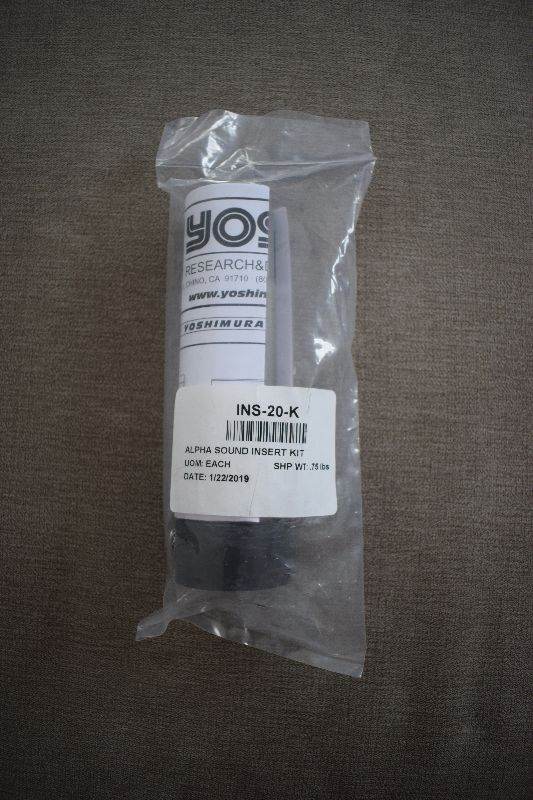 YOS
RESEARCH&
CHINO, CA 91710 (80
www.yoshim
YOSHIMURA
INS-20-K
ALPHA SOUND INSERT KIT
UOM: EACH SHP WT: .75 lbs
DATE: 1/22/2019